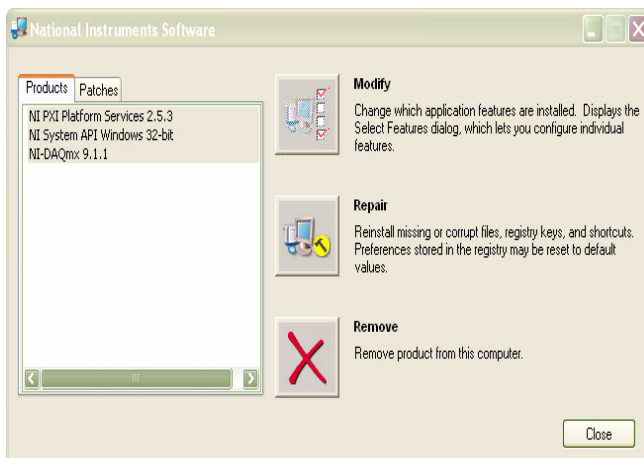 National Instruments Software
Products
Patches
NI PXI Platform Services 2.5.3
NI System API Windows 32-bit
NI-DAQmx 9.1.1
Modify
Change which application features are installed. Displays the
Select Features dialog, which lets you configure individual
features.
Repair
Reinstall missing or corrupt files, registry keys, and shortcuts.
Preferences stored in the registry may be reset to default
values.
Remove
Remove product from this computer.
Close